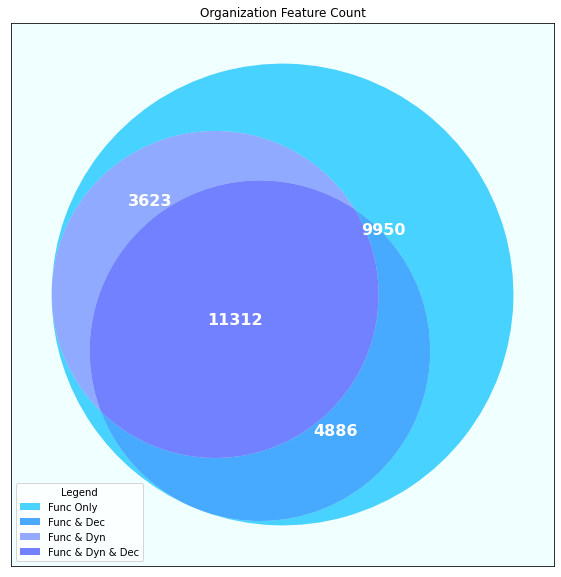 Organization Feature Count
3623
9950
11312
4886
Legend
Func Only
Func & Dec
Func & Dyn
Func & Dyn & Dec